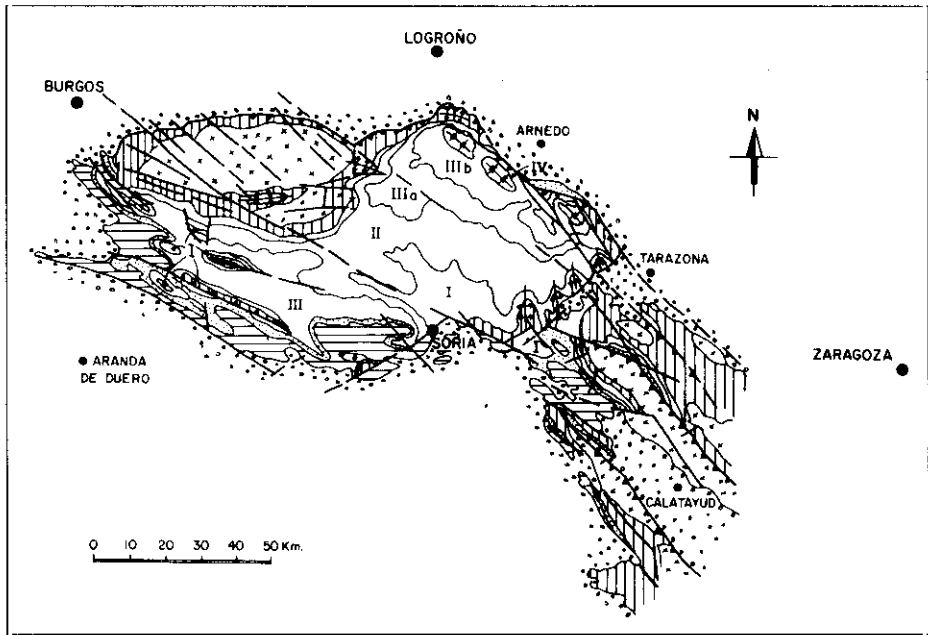 LOGROÑO
BURGOS
N
ARNEDO
IIIb
IV
IIIa
II
I
TARAZONA
I
III
SORIA
ARANDA
DE DUERO
ZARAGOZA
CALATAYUD
0 10 20 30 40 50 Km.